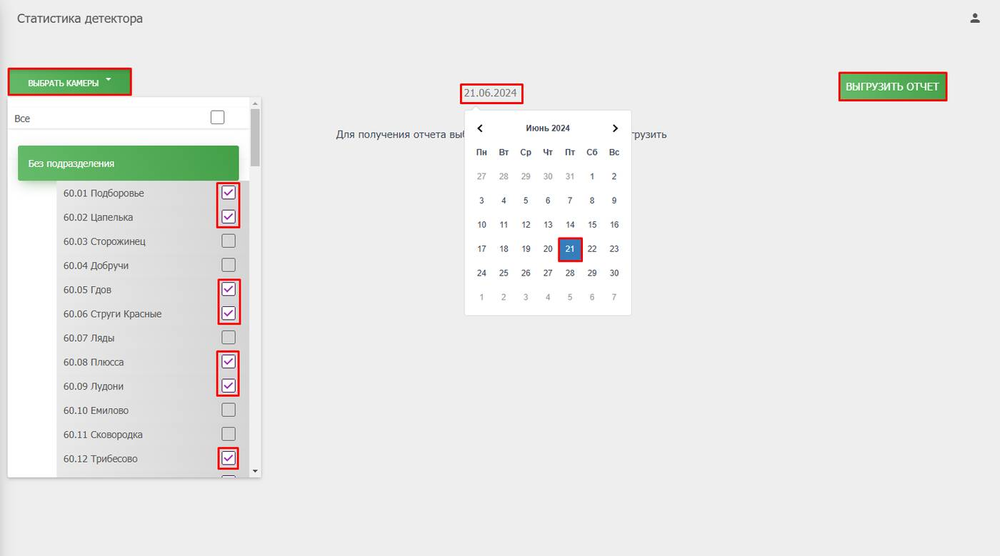 Статистика детектора
ВЫБРАТЬ КАМЕРЫ
21.06.2024
ВЫГРУЗИТЬ ОТЧЕТ
Все
Для получения отчета
Июнь 2024
Пн Вт Ср Чт Пт Сб Вс
27 28 29 30 31 1 2
3 4 5 6 7 8 9
10 11 12 13 14 15 16
17 18 19 20 21 22 23
24 25 26 27 28 29 30
1 2 3 4 5 6 7
Без подразделения
60.01 Подборовье
60.02 Цапелька
60.03 Сторожинец
60.04 Добручи
60.05 Гдов
60.06 Струги Красные
60.07 Ляды
60.08 Плюсса
60.09 Лудони
60.10 Емилово
60.11 Сковородка
60.12 Трибесово